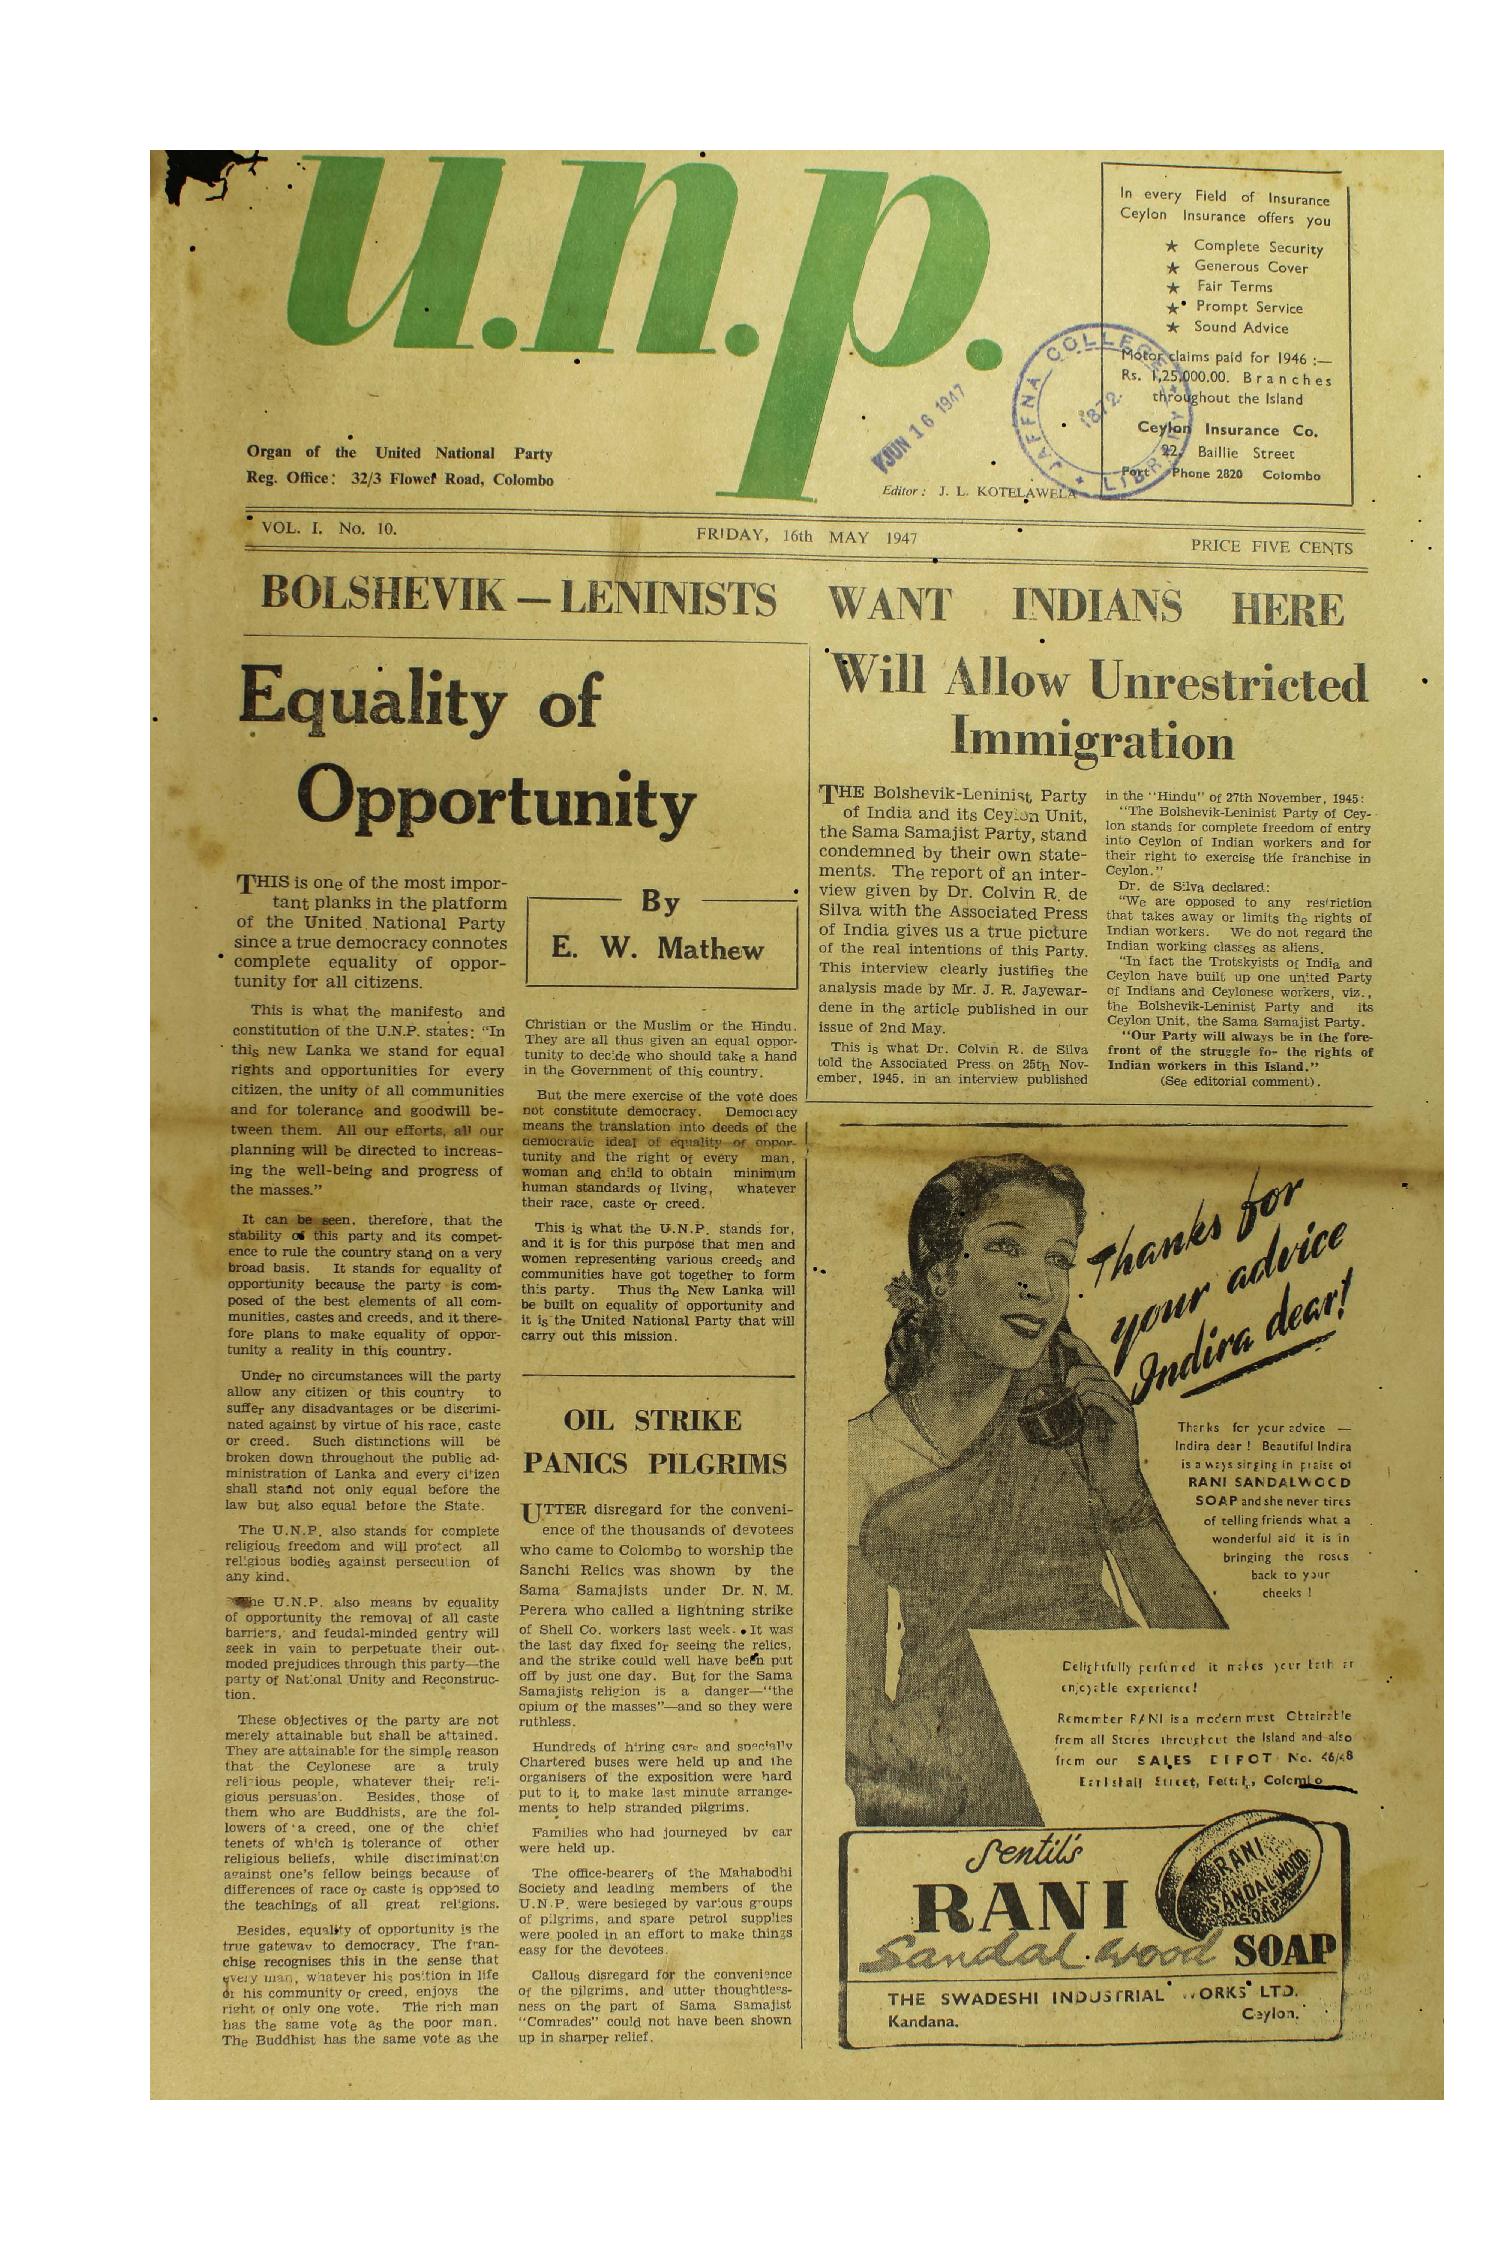 u.n.p.
Organ of the United National Party
Reg. Office: 32/3 Flower Road, Colombo
JUN 16 1947
JAFFNA COLLEGE
LIBRARY
1872
Editor: J. L. KOTELAWELA
In every Field of Insurance
Ceylon Insurance offers you
★ Complete Security
★ Generous Cover
★ Fair Terms
★ Prompt Service
★ Sound Advice
Motor claims paid for 1946 :—
Rs. 1,25,000.00. Branches
throughout the Island
Ceylon Insurance Co.
22, Baillie Street
Fort Phone 2820 Colombo
VOL. I. No. 10.
FRIDAY, 16th MAY 1947
PRICE FIVE CENTS
BOLSHEVIK — LENINISTS WANT INDIANS HERE
Equality of
Opportunity
By
E. W. Mathew
THIS is one of the most impor-
tant planks in the platform
of the United National Party
since a true democracy connotes
complete equality of oppor-
tunity for all citizens.
This is what the manifesto and
constitution of the U.N.P. states: "In
this new Lanka we stand for equal
rights and opportunities for every
citizen, the unity of all communities
and for tolerance and goodwill be-
tween them. All our efforts, all our
planning will be directed to increas-
ing the well-being and progress of
the masses."
It can be seen, therefore, that the
stability of this party and its compet-
ence to rule the country stand on a very
broad basis. It stands for equality of
opportunity because the party is com-
posed of the best elements of all com-
munities, castes and creeds, and it there-
fore plans to make equality of oppor-
tunity a reality in this country.
Under no circumstances will the party
allow any citizen of this country to
suffer any disadvantages or be discrimi-
nated against by virtue of his race, caste
or creed. Such distinctions will be
broken down throughout the public ad-
ministration of Lanka and every citizen
shall stand not only equal before the
law but also equal before the State.
The U.N.P. also stands for complete
religious freedom and will protect all
religious bodies against persecution of
any kind.
The U.N.P. also means by equality
of opportunity the removal of all caste
barriers, and feudal-minded gentry will
seek in vain to perpetuate their out-
moded prejudices through this party—the
party of National Unity and Reconstruc-
tion.
These objectives of the party are not
merely attainable but shall be attained.
They are attainable for the simple reason
that the Ceylonese are a truly
religious people, whatever their reli-
gious persuasion. Besides, those of
them who are Buddhists, are the fol-
lowers of a creed, one of the chief
tenets of which is tolerance of other
religious beliefs, while discrimination
against one's fellow beings because of
differences of race or caste is opposed to
the teachings of all great religions.
Besides, equality of opportunity is the
true gateway to democracy. The fran-
chise recognises this in the sense that
every man, whatever his position in life
or his community or creed, enjoys the
right of only one vote. The rich man
has the same vote as the poor man.
The Buddhist has the same vote as the
Christian or the Muslim or the Hindu.
They are all thus given an equal oppor-
tunity to decide who should take a hand
in the Government of this country.
But the mere exercise of the vote does
not constitute democracy. Democracy
means the translation into deeds of the
democratic ideal of equality of oppor-
tunity and the right of every man,
woman and child to obtain minimum
human standards of living, whatever
their race, caste or creed.
This is what the U.N.P. stands for,
and it is for this purpose that men and
women representing various creeds and
communities have got together to form
this party. Thus the New Lanka will
be built on equality of opportunity and
it is the United National Party that will
carry out this mission.
OIL STRIKE
PANICS PILGRIMS
UTTER disregard for the conveni-
ence of the thousands of devotees
who came to Colombo to worship the
Sanchi Relics was shown by the
Sama Samajists under Dr. N. M.
Perera who called a lightning strike
of Shell Co. workers last week. It was
the last day fixed for seeing the relics,
and the strike could well have been put
off by just one day. But for the Sama
Samajists religion is a danger—"the
opium of the masses"—and so they were
ruthless.
Hundreds of hiring cars and specially
Chartered buses were held up and the
organisers of the exposition were hard
put to it to make last minute arrange-
ments to help stranded pilgrims.
Families who had journeyed by car
were held up.
The office-bearers of the Mahabodhi
Society and leading members of the
U.N.P. were besieged by various groups
of pilgrims, and spare petrol supplies
were pooled in an effort to make things
easy for the devotees.
Callous disregard for the convenience
of the pilgrims, and utter thoughtless-
ness on the part of Sama Samajist
"Comrades" could not have been shown
up in sharper relief.
Will Allow Unrestricted
Immigration
THE Bolshevik-Leninist Party
of India and its Ceylon Unit,
the Sama Samajist Party, stand
condemned by their own state-
ments. The report of an inter-
view given by Dr. Colvin R. de
Silva with the Associated Press
of India gives us a true picture
of the real intentions of this Party.
This interview clearly justifies the
analysis made by Mr. J. R. Jayewar-
dene in the article published in our
issue of 2nd May.
This is what Dr. Colvin R. de Silva
told the Associated Press on 25th Nov-
ember, 1945, in an interview published
in the "Hindu" of 27th November, 1945:
"The Bolshevik-Leninist Party of Cey-
lon stands for complete freedom of entry
into Ceylon of Indian workers and for
their right to exercise the franchise in
Ceylon."
Dr. de Silva declared:
"We are opposed to any restriction
that takes away or limits the rights of
Indian workers. We do not regard the
Indian working classes as aliens.
"In fact the Trotskyists of India and
Ceylon have built up one united Party
of Indians and Ceylonese workers, viz.,
the Bolshevik-Leninist Party and its
Ceylon Unit, the Sama Samajist Party.
"Our Party will always be in the fore-
front of the struggle for the rights of
Indian workers in this Island."
(See editorial comment).
Thanks for
your advice
Indira dear!
Thanks for your advice —
Indira dear! Beautiful Indira
is always singing in praise of
RANI SANDALWOOD
SOAP and she never tires
of telling friends what a
wonderful aid it is in
bringing the roses
back to your
cheeks!
Delightfully perfumed it makes your bath an
enjoyable experience!
Remember RANI is a modern must Obtainable
from all Stores throughout the Island and also
from our SALES DEPOT No. 46/48
Street, Pettah, Colombo
Sentil's
RANI
Sandal wood SOAP
RANI
SANDALWOOD
SOAP
THE SWADESHI INDUSTRIAL WORKS LTD.
Kandana. Ceylon.